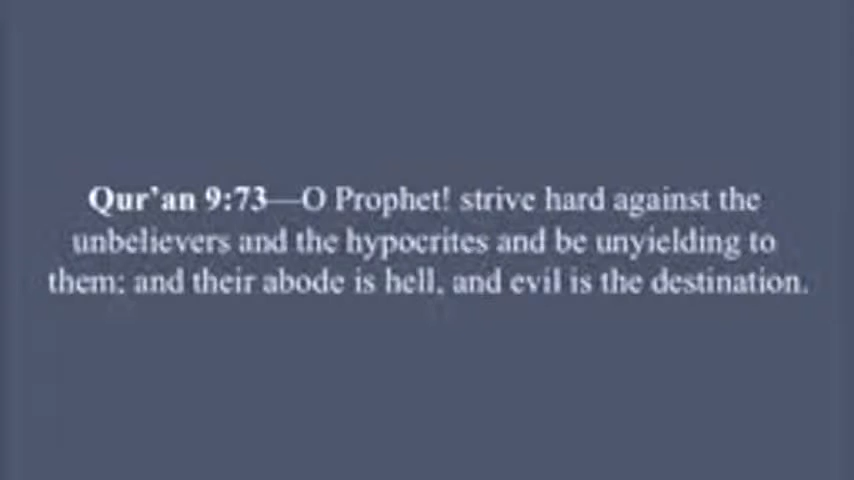 Qur'an 9:73—O Prophet! strive hard against the
unbelievers and the hypocrites and be unyielding to
them; and their abode is hell, and evil is the destination.